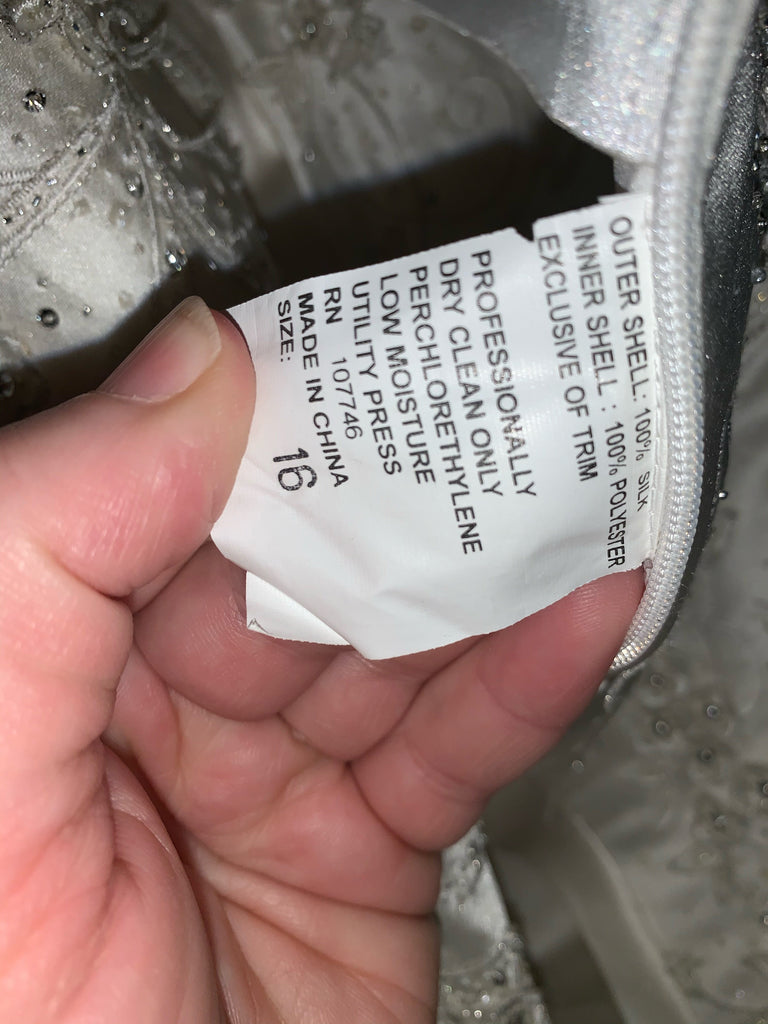 OUTER SHELL: 100% SILK
INNER SHELL : 100% POLYESTER
EXCLUSIVE OF TRIM
PROFESSIONALLY
DRY CLEAN ONLY
PERCHLORETHYLENE
LOW MOISTURE
UTILITY PRESS
RN 107746
MADE IN CHINA
SIZE: 16